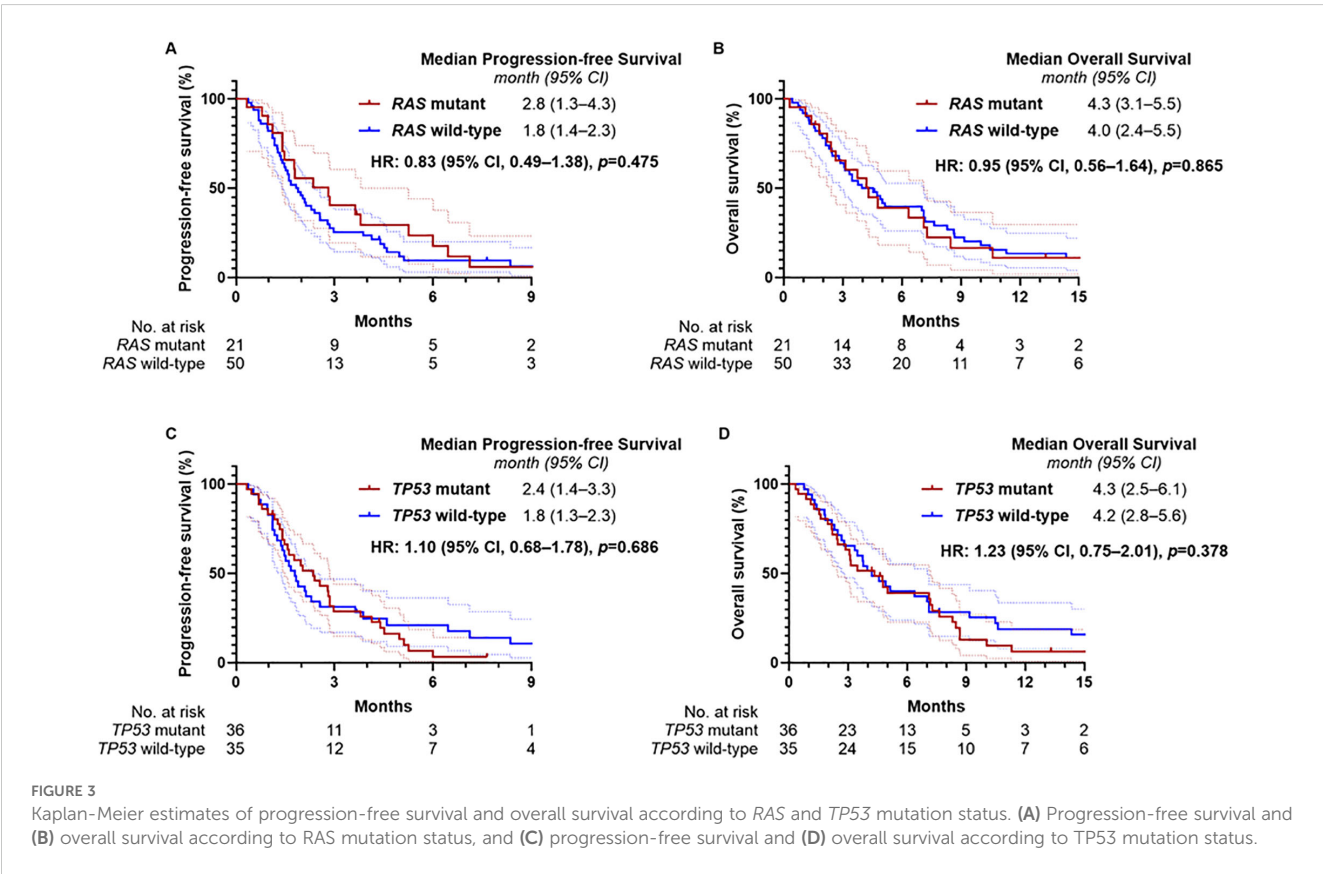 A
Median Progression-free Survival
month (95% CI)
RAS mutant 2.8 (1.3–4.3)
RAS wild-type 1.8 (1.4–2.3)
HR: 0.83 (95% CI, 0.49–1.38), p=0.475
Progression-free survival (%)
100
50
0
0 3 6 9
Months
No. at risk
RAS mutant 21 9 5 2
RAS wild-type 50 13 5 3
B
Median Overall Survival
month (95% CI)
RAS mutant 4.3 (3.1–5.5)
RAS wild-type 4.0 (2.4–5.5)
HR: 0.95 (95% CI, 0.56–1.64), p=0.865
Overall survival (%)
100
50
0
0 3 6 9 12 15
Months
No. at risk
RAS mutant 21 14 8 4 3 2
RAS wild-type 50 33 20 11 7 6
C
Median Progression-free Survival
month (95% CI)
TP53 mutant 2.4 (1.4–3.3)
TP53 wild-type 1.8 (1.3–2.3)
HR: 1.10 (95% CI, 0.68–1.78), p=0.686
Progression-free survival (%)
100
50
0
0 3 6 9
Months
No. at risk
TP53 mutant 36 11 3 1
TP53 wild-type 35 12 7 4
D
Median Overall Survival
month (95% CI)
TP53 mutant 4.3 (2.5–6.1)
TP53 wild-type 4.2 (2.8–5.6)
HR: 1.23 (95% CI, 0.75–2.01), p=0.378
Overall survival (%)
100
50
0
0 3 6 9 12 15
Months
No. at risk
TP53 mutant 36 23 13 5 3 2
TP53 wild-type 35 24 15 10 7 6
FIGURE 3
Kaplan-Meier estimates of progression-free survival and overall survival according to RAS and TP53 mutation status. (A) Progression-free survival and
(B) overall survival according to RAS mutation status, and (C) progression-free survival and (D) overall survival according to TP53 mutation status.